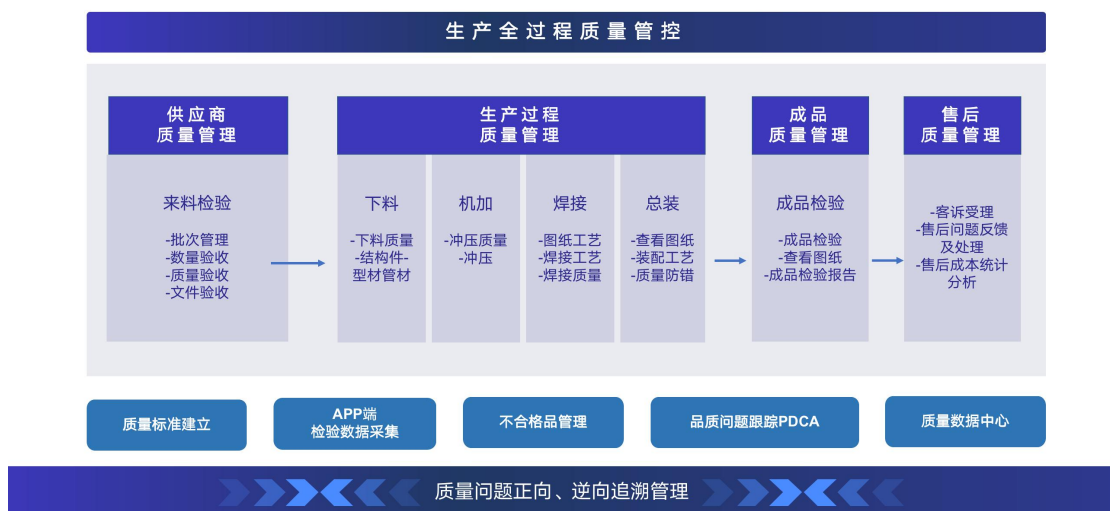 生产全过程质量管控
供应商
质量管理
来料检验
-批次管理
-数量验收
-质量验收
-文件验收
生产过程
质量管理
下料
-下料质量
-结构件-
型材管材
机加
-冲压质量
-冲压
焊接
-图纸工艺
-焊接工艺
-焊接质量
总装
-查看图纸
-装配工艺
-质量防错
成品
质量管理
成品检验
-成品检验
-查看图纸
-成品检验报告
售后
质量管理
-客诉受理
-售后问题反馈
及处理
-售后成本统计
分析
质量标准建立
APP端
检验数据采集
不合格品管理
品质问题跟踪PDCA
质量数据中心
质量问题正向、逆向追溯管理